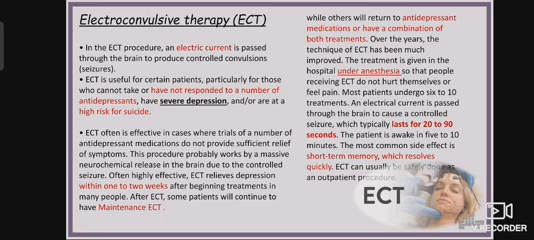 Electroconvulsive therapy (ECT)
• In the ECT procedure, an electric current is passed
through the brain to produce controlled convulsions
(seizures).
• ECT is useful for certain patients, particularly for those
who cannot take or have not responded to a number of
antidepressants, have severe depression, and/or are at a
high risk for suicide.
• ECT often is effective in cases where trials of a number of
antidepressant medications do not provide sufficient relief
of symptoms. This procedure probably works by a massive
neurochemical release in the brain due to the controlled
seizure. Often highly effective, ECT relieves depression
within one to two weeks after beginning treatments in
many people. After ECT, some patients will continue to
have Maintenance ECT .
while others will return to antidepressant
medications or have a combination of
both treatments. Over the years, the
technique of ECT has been much
improved. The treatment is given in the
hospital under anesthesia so that people
receiving ECT do not hurt themselves or
feel pain. Most patients undergo six to 10
treatments. An electrical current is passed
through the brain to cause a controlled
seizure, which typically lasts for 20 to 90
seconds. The patient is awake in five to 10
minutes. The most common side effect is
short-term memory, which resolves
quickly. ECT can usually be safely done as
an outpatient procedure.
ECT
V.RECORDER